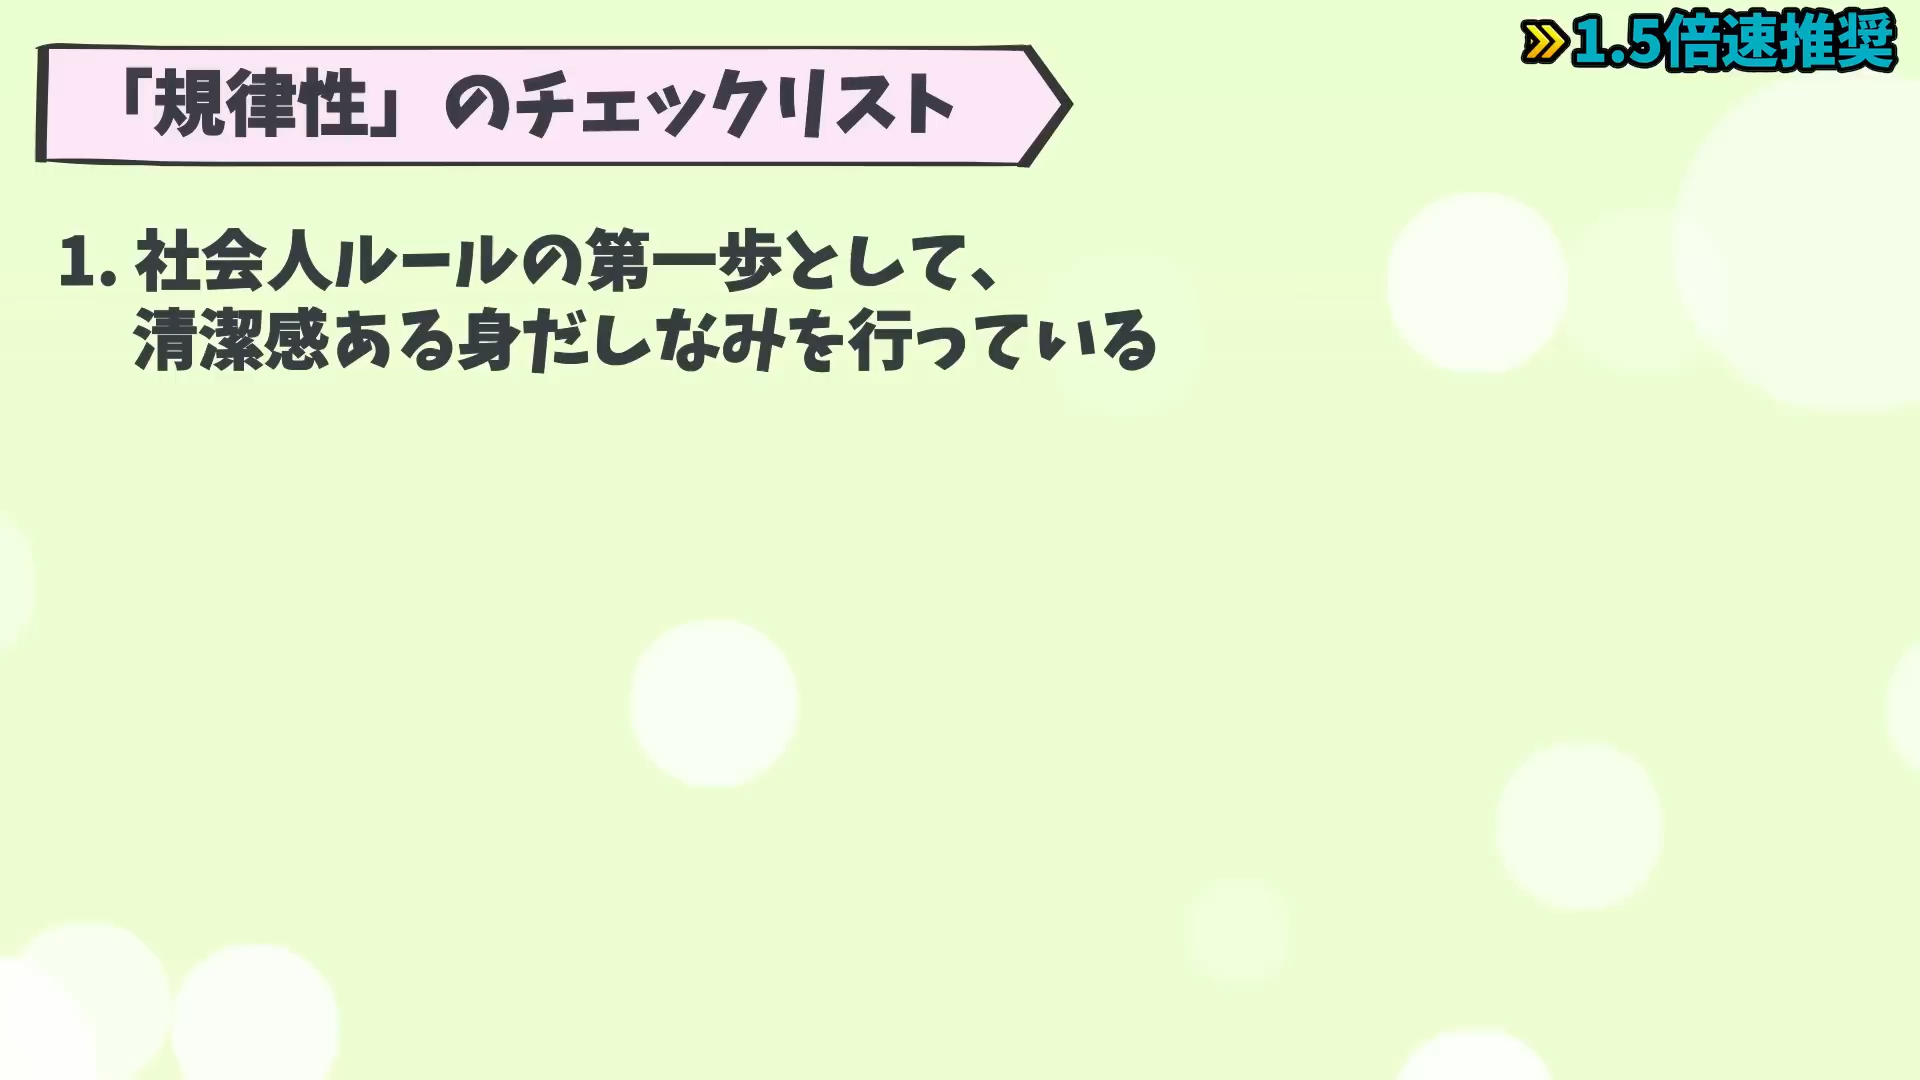 1.5倍速推奨
「規律性」のチェックリスト
1. 社会人ルールの第一歩として、
清潔感ある身だしなみを行っている